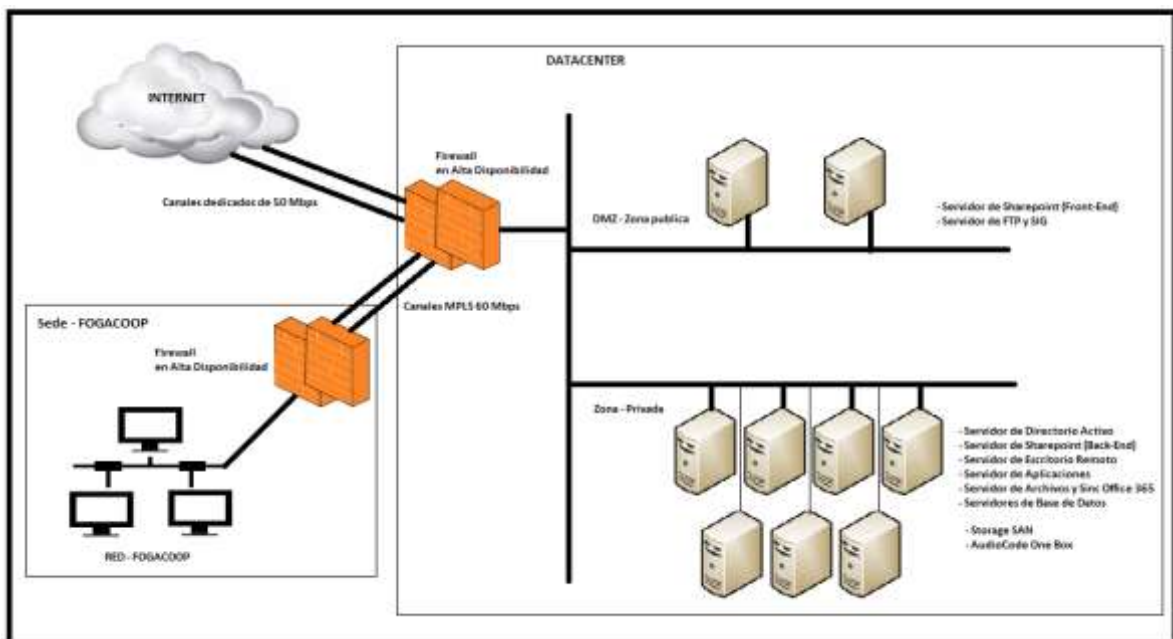 DATACENTER
INTERNET
Firewall
en Alta Disponibilidad
Canales dedicados de 50 Mbps
DMZ - Zona publica
- Servidor de Sharepoint (Front-End)
- Servidor de FTP y SIG
Canales MPLS 60 Mbps
Sede - FOGACOOP
Firewall
en Alta Disponibilidad
Zona - Privada
- Servidor de Directorio Activo
- Servidor de Sharepoint (Back-End)
- Servidor de Escritorio Remoto
- Servidor de Aplicaciones
- Servidor de Archivos y Sinc Office 365
- Servidores de Base de Datos
- Storage SAN
- AudioCode One Box
RED - FOGACOOP